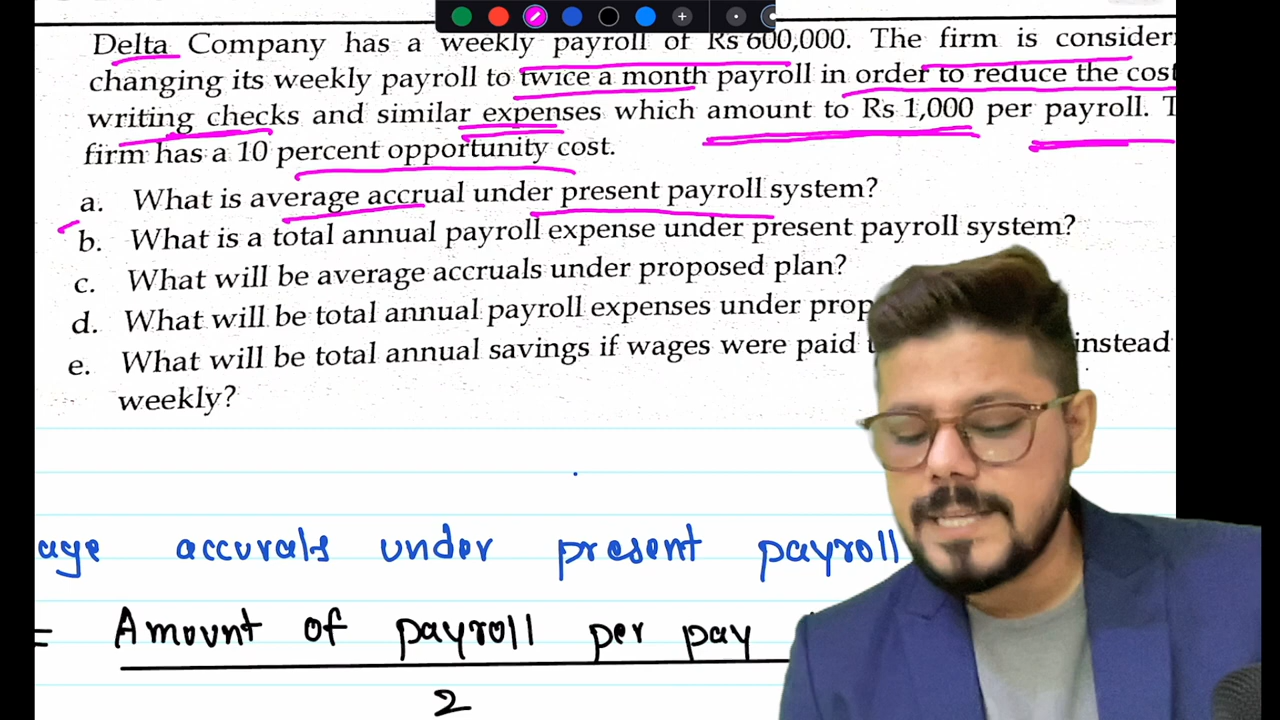 Delta Company has a weekly payroll of Rs 600,000. The firm is consider
changing its weekly payroll to twice a month payroll in order to reduce the cost
writing checks and similar expenses which amount to Rs 1,000 per payroll. T
firm has a 10 percent opportunity cost.
a. What is average accrual under present payroll system?
b. What is a total annual payroll expense under present payroll system?
c. What will be average accruals under proposed plan?
d. What will be total annual payroll expenses under prop
e. What will be total annual savings if wages were paid instead
weekly?
age accurals under present payroll
= Amount of payroll per pay
2